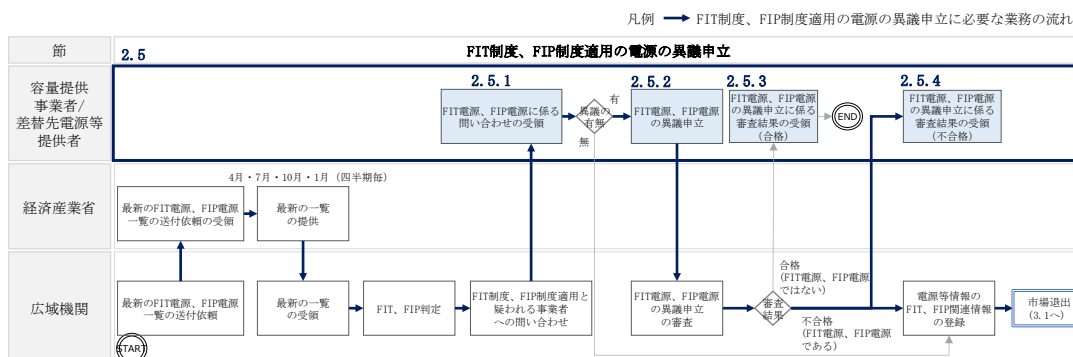 凡例 FIT制度、FIP制度適用の電源の異議申立に必要な業務の流れ
節
2.5
FIT制度、FIP制度適用の電源の異議申立
容量提供
事業者/
差替先電源等
提供者
2.5.1
FIT電源、FIP電源に係る
問い合わせの受領
異議の
有無
有
無
2.5.2
FIT電源、FIP電源
の異議申立
2.5.3
FIT電源、FIP電源
の異議申立に係る
審査結果の受領
(合格)
END
2.5.4
FIT電源、FIP電源
の異議申立に係る
審査結果の受領
(不合格)
経済産業省
4月・7月・10月・1月 (四半期毎)
最新のFIT電源、FIP電源
一覧の送付依頼の受領
最新の一覧
の提供
広域機関
最新のFIT電源、FIP電源
一覧の送付依頼
START
最新の一覧
の受領
FIT、FIP判定
FIT制度、FIP制度適用と
疑われる事業者
への問い合わせ
FIT電源、FIP電源
の異議申立
の審査
審査
結果
合格
(FIT電源、FIP電源
ではない)
不合格
(FIT電源、FIP電源
である)
電源等情報の
FIT、FIP関連情報
の登録
市場退出
(3.1へ)